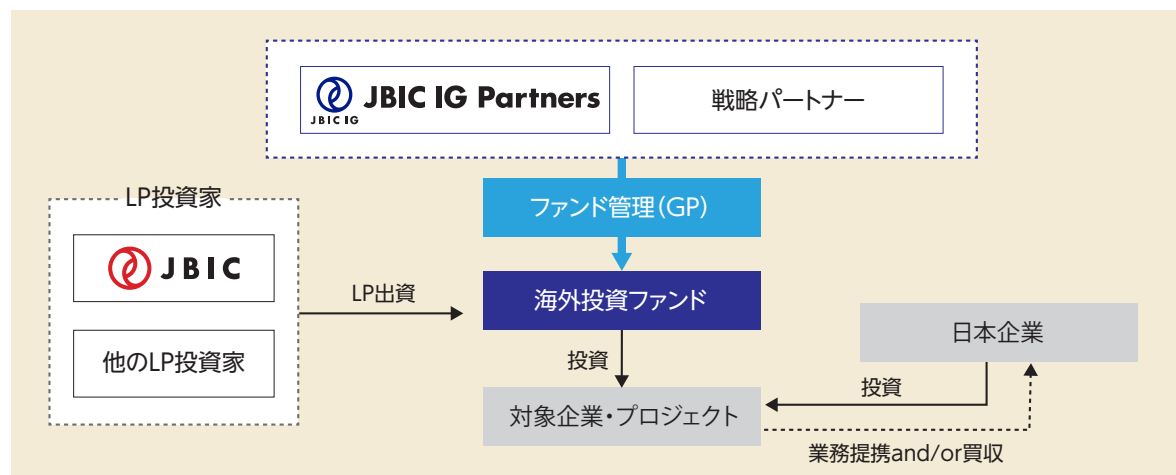 JBIC IG
JBIC IG Partners
戦略パートナー
ファンド管理(GP)
LP投資家
JBIC
他のLP投資家
LP出資
海外投資ファンド
投資
対象企業・プロジェクト
日本企業
投資
業務提携and/or買収